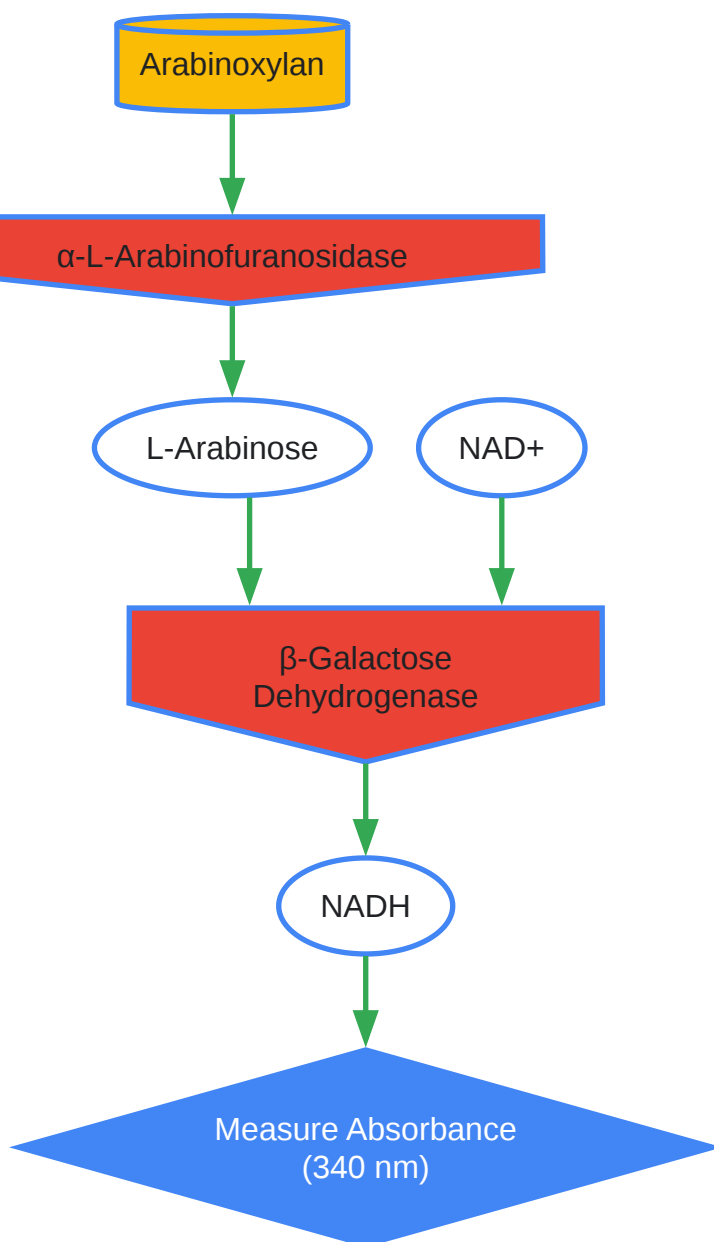 Arabinoxylan
α-L-Arabinofuranosidase
L-Arabinose
NAD+
β-Galactose
Dehydrogenase
NADH
Measure Absorbance
(340 nm)